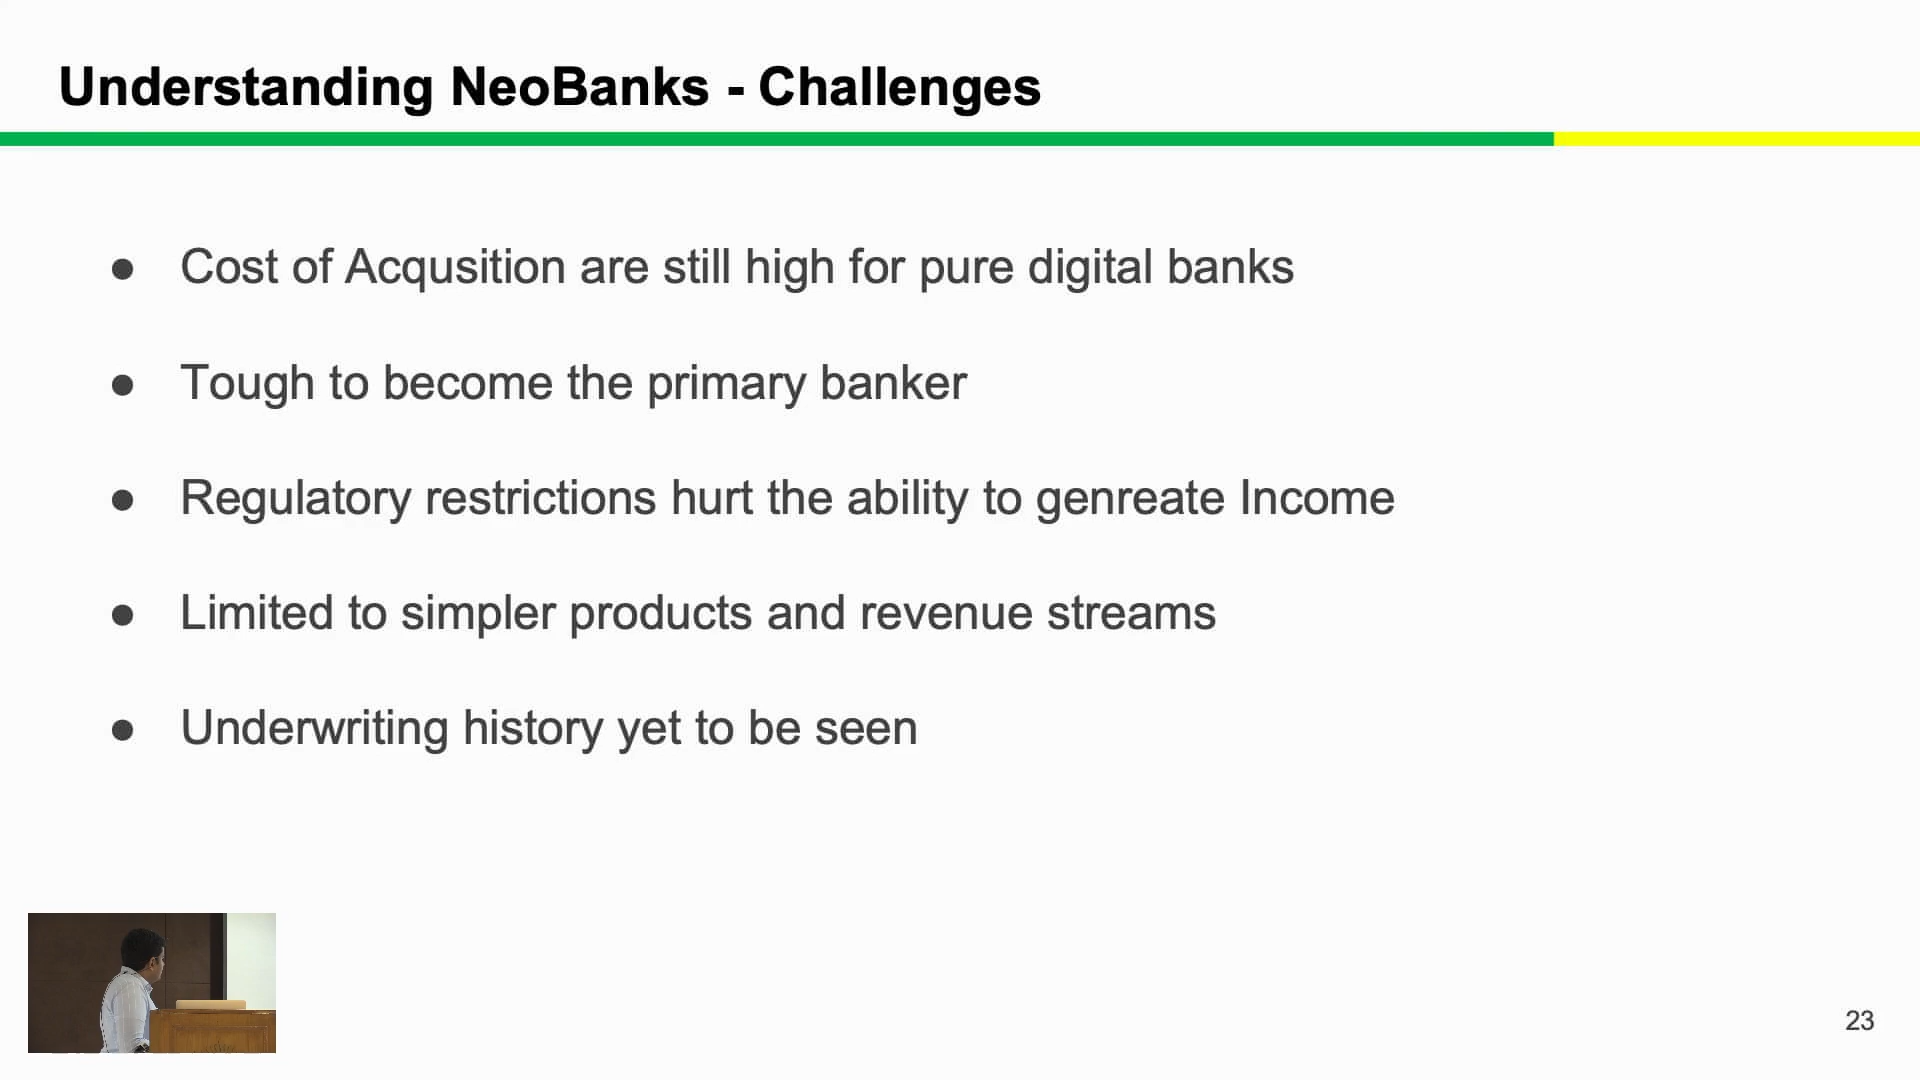 Understanding NeoBanks - Challenges
● Cost of Acqusition are still high for pure digital banks
● Tough to become the primary banker
● Regulatory restrictions hurt the ability to genreate Income
● Limited to simpler products and revenue streams
● Underwriting history yet to be seen
23